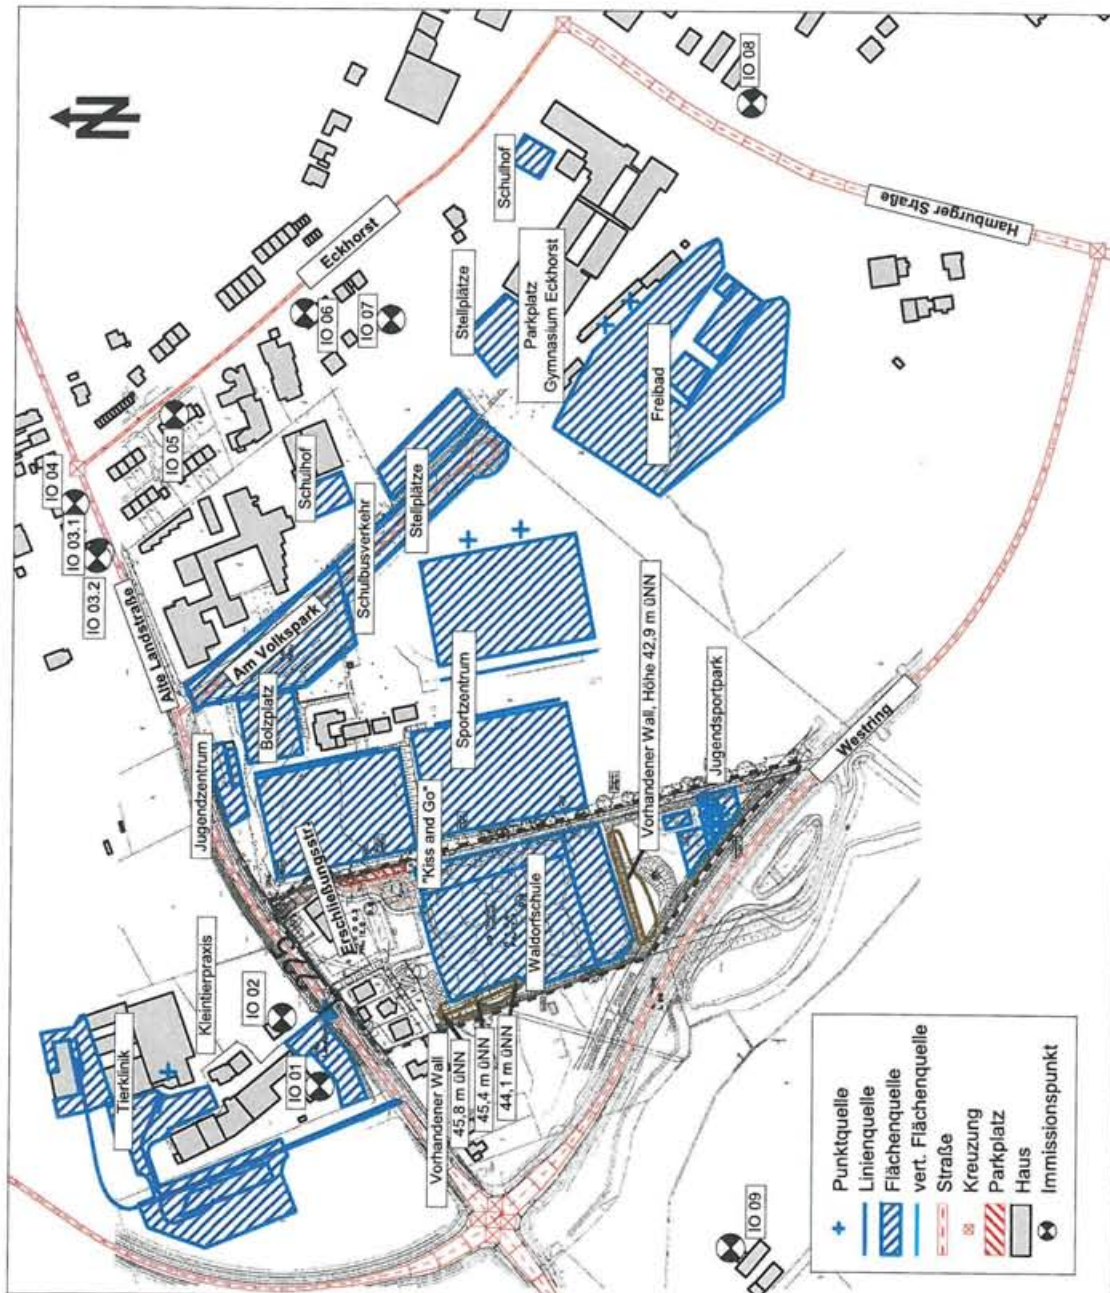 N
IO 08
Schulhof
Eckhorst
Stellplätze
Parkplatz
Gymnasium Eckhorst
Hamburger Straße
IO 06
IO 07
Freibad
IO 05
IO 04
IO 03.1
IO 03.2
Schulhof
Schulbusverkehr
Stellplätze
Alte Landstraße
Am Volkspark
Bolzplatz
Jugendzentrum
Sportzentrum
Vorhandener Wall, Höhe 42,9 m üNN
Jugendsportpark
Westring
Erschließungsstr.
"Kiss and Go"
Waldorfschule
Kleintierpraxis
IO 02
Tierklinik
IO 01
Vorhandener Wall
45,8 m üNN
45,4 m üNN
44,1 m üNN
IO 09
Punktquelle
Linienquelle
Flächenquelle
vert. Flächenquelle
Straße
Kreuzung
Parkplatz
Haus
Immissionspunkt